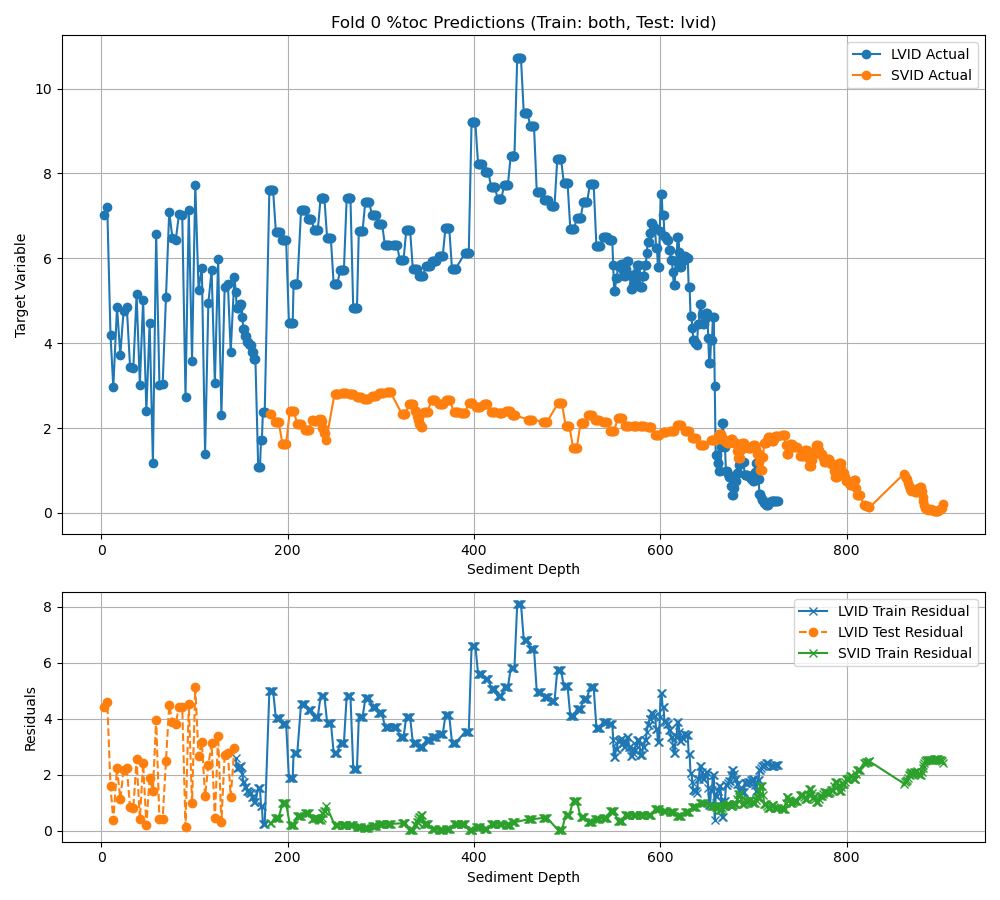 Fold 0 %toc Predictions (Train: both, Test: lvid)
LVID Actual
SVID Actual
Target Variable
10
8
6
4
2
0
0 200 400 600 800
Sediment Depth
LVID Train Residual
LVID Test Residual
SVID Train Residual
Residuals
8
6
4
2
0
0 200 400 600 800
Sediment Depth